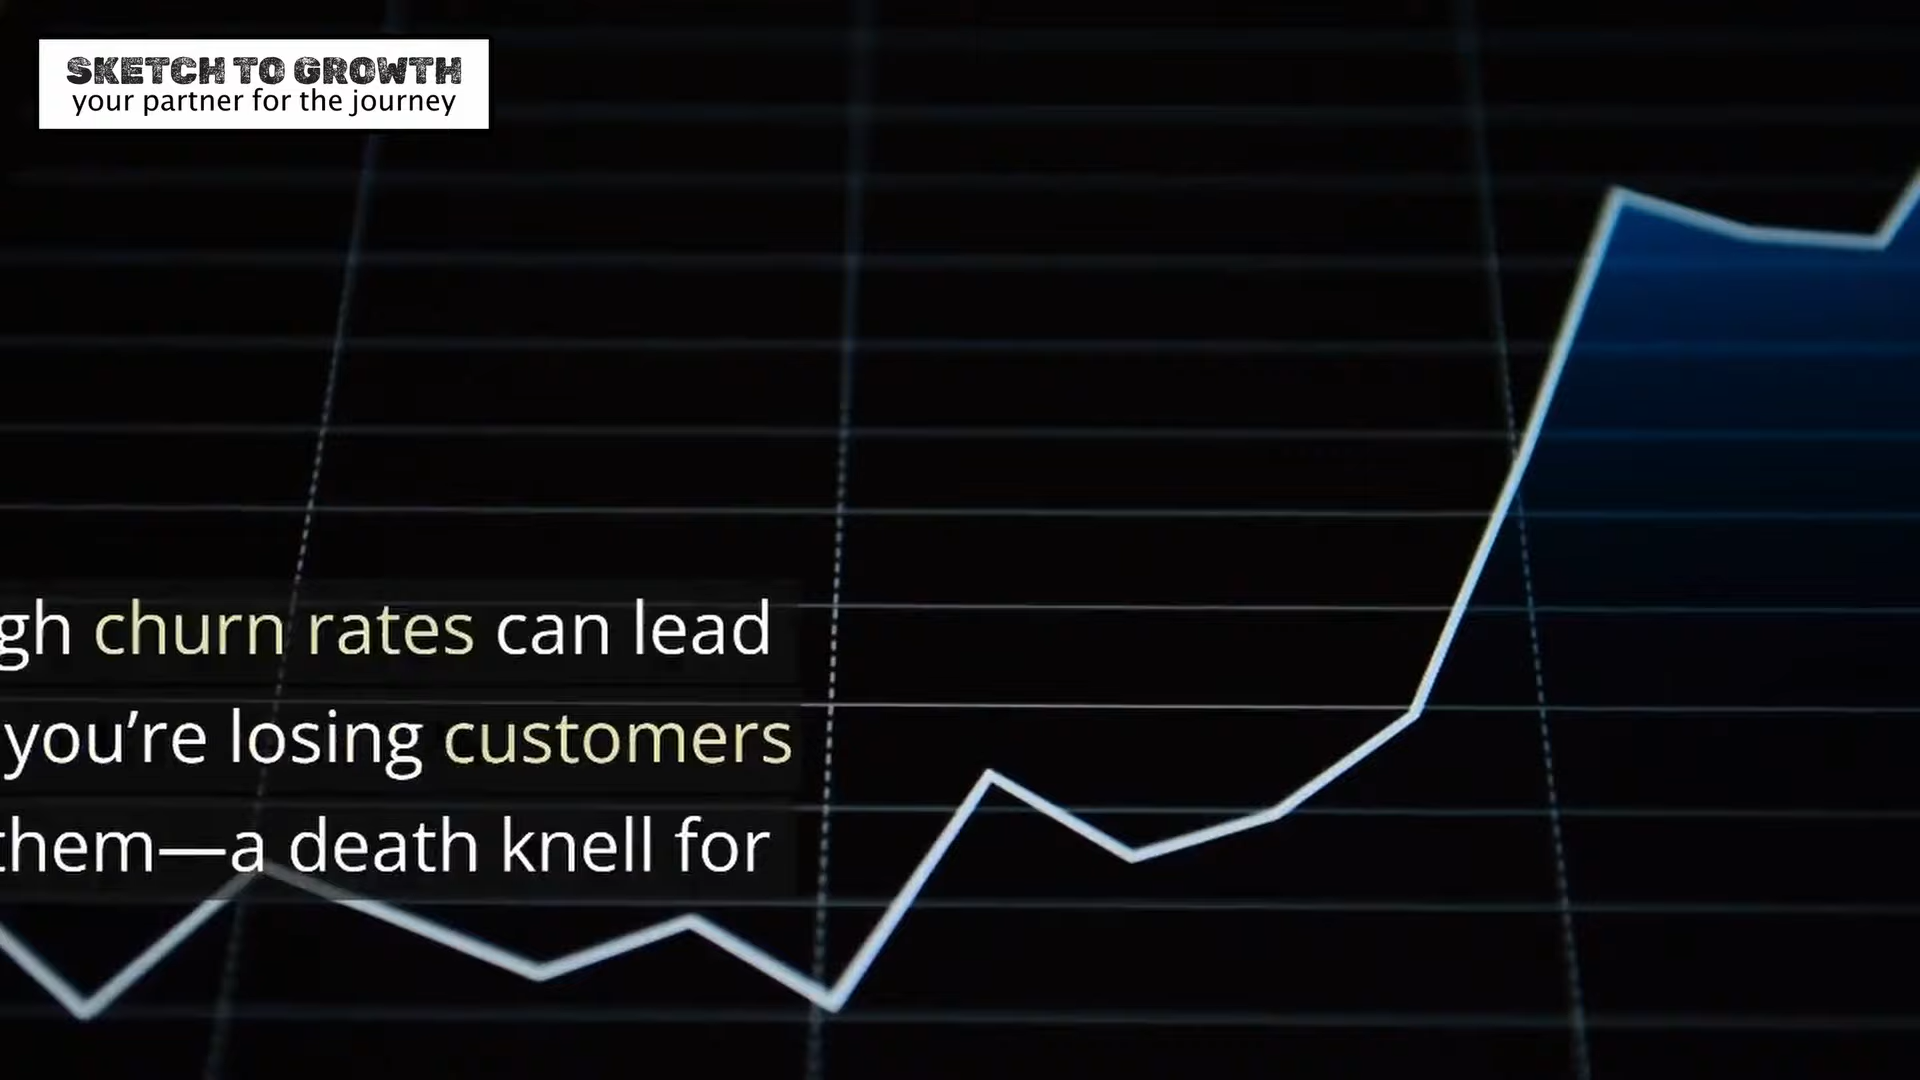 SKETCH TO GROWTH
your partner for the journey
gh churn rates can lead
you’re losing customers
them—a death knell for